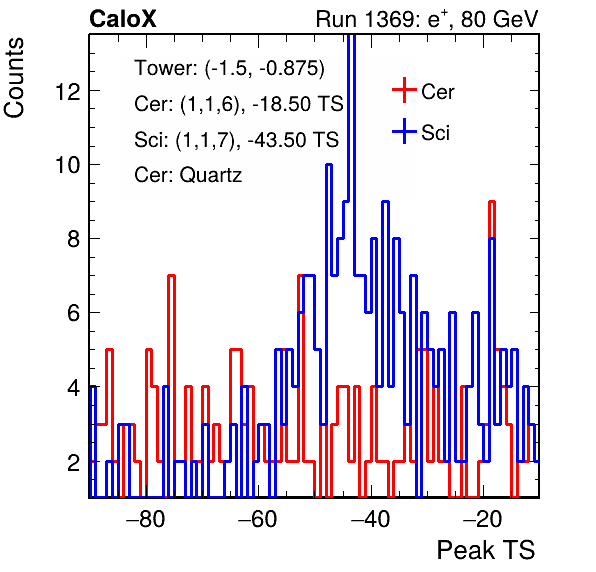 CaloX Run 1369: e⁺, 80 GeV
Counts
Tower: (-1.5, -0.875)
Cer: (1,1,6), -18.50 TS
Sci: (1,1,7), -43.50 TS
Cer: Quartz
Cer
Sci
12
10
8
6
4
2
−80 −60 −40 −20
Peak TS